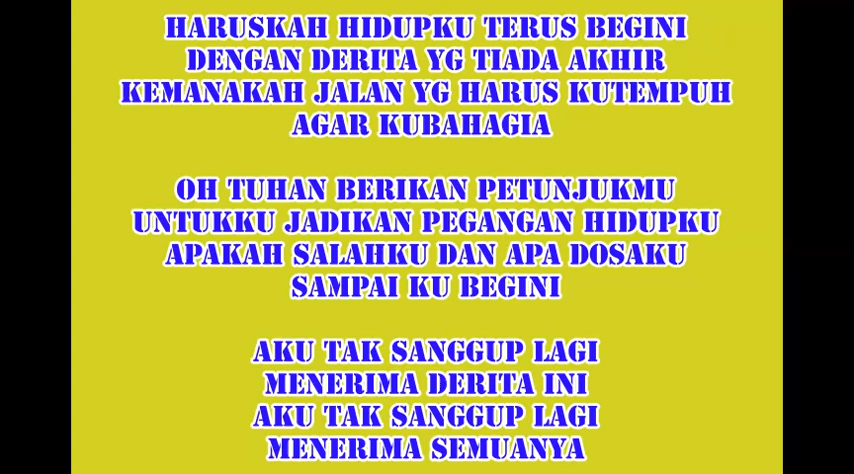 HARUSKAH HIDUPKU TERUS BEGINI
DENGAN DERITA YG TIADA AKHIR
KEMANAKAH JALAN YG HARUS KUTEMPUH
AGAR KUBAHAGIA
OH TUHAN BERIKAN PETUNJUKMU
UNTUKKU JADIKAN PEGANGAN HIDUPKU
APAKAH SALAHKU DAN APA DOSAKU
SAMPAI KU BEGINI
AKU TAK SANGGUP LAGI
MENERIMA DERITA INI
AKU TAK SANGGUP LAGI
MENERIMA SEMUANYA